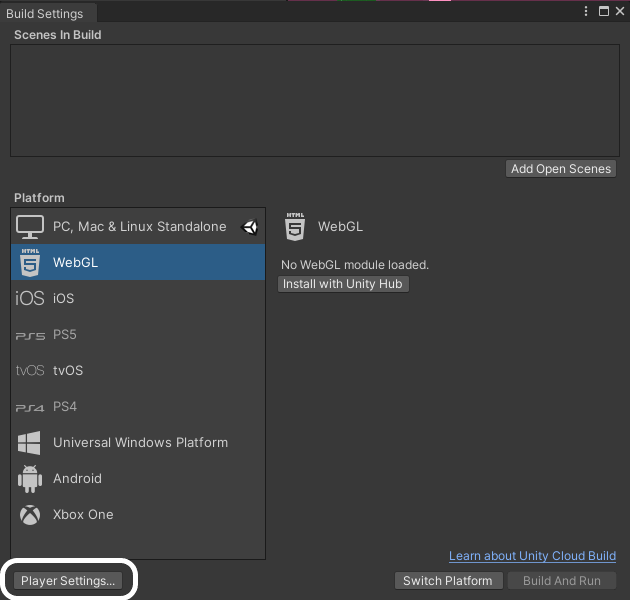 Build Settings
Scenes In Build
Add Open Scenes
Platform
PC, Mac & Linux Standalone
HTML 5 WebGL
iOS iOS
PS5 PS5
tvOS tvOS
PS4 PS4
Universal Windows Platform
Android
Xbox One
HTML 5 WebGL
No WebGL module loaded.
Install with Unity Hub
Learn about Unity Cloud Build
Player Settings...
Switch Platform
Build And Run